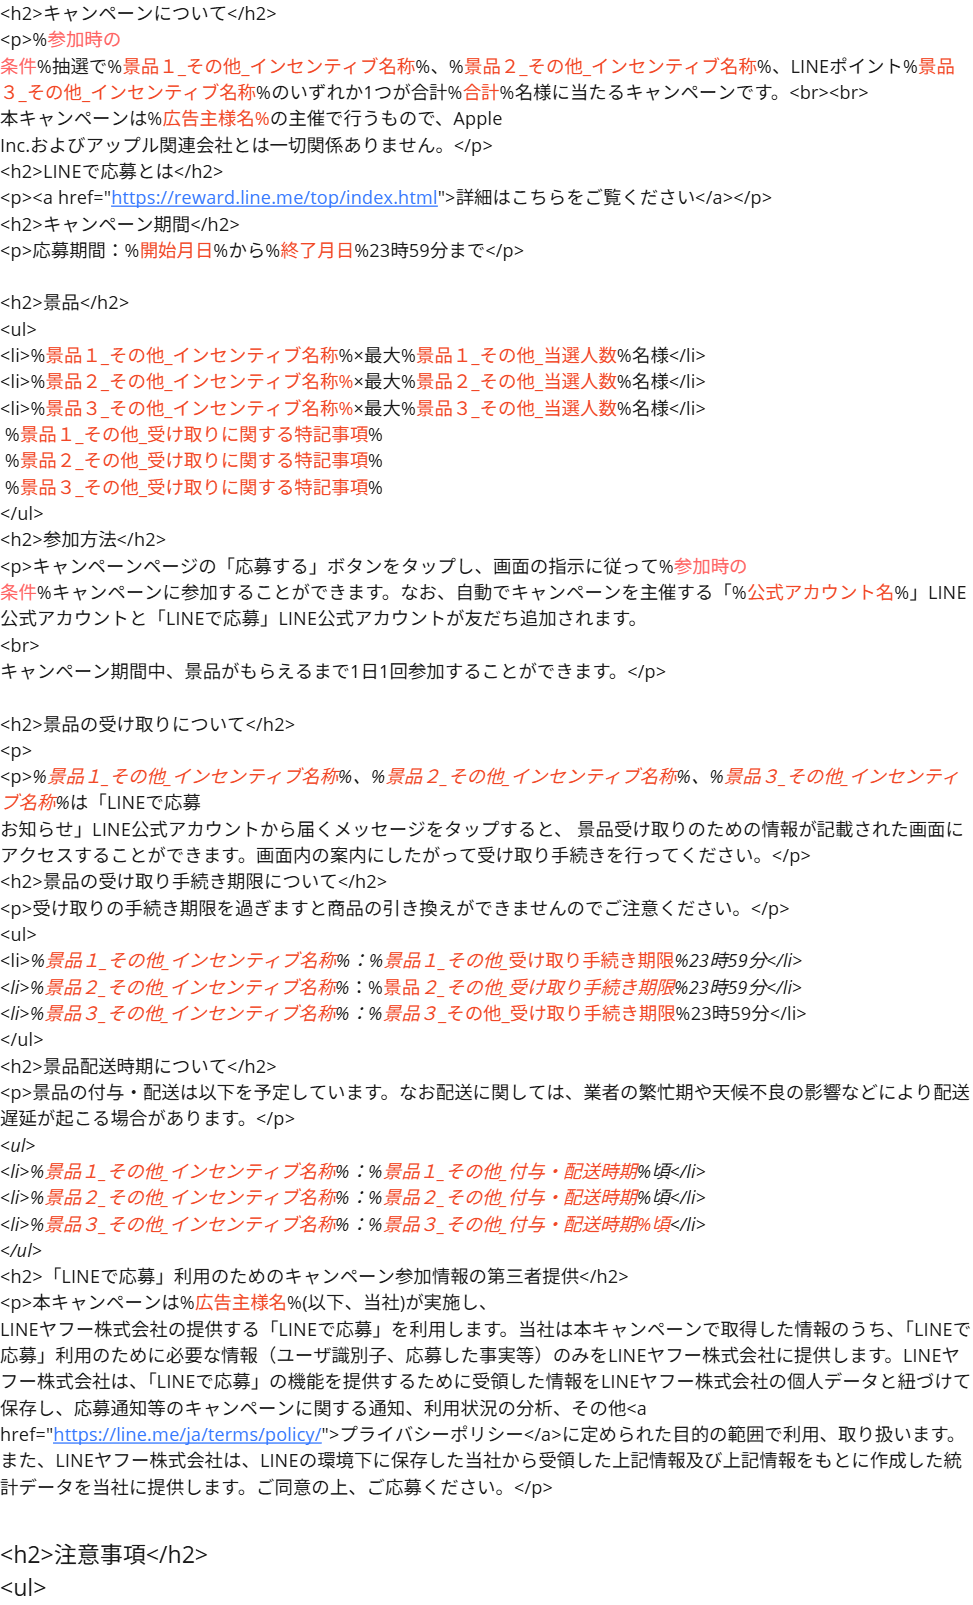 <h2>キャンペーンについて</h2>
<p>%参加時の
条件%抽選で%景品１_その他_インセンティブ名称%、%景品２_その他_インセンティブ名称%、LINEポイント%景品
３_その他_インセンティブ名称%のいずれか1つが合計%合計%名様に当たるキャンペーンです。<br><br>
本キャンペーンは%広告主様名%の主催で行うもので、Apple
Inc.およびアップル関連会社とは一切関係ありません。</p>
<h2>LINEで応募とは</h2>
<p><a href="https://reward.line.me/top/index.html">詳細はこちらをご覧ください</a></p>
<h2>キャンペーン期間</h2>
<p>応募期間：%開始月日%から%終了月日%23時59分まで</p>
<h2>景品</h2>
<ul>
<li>%景品１_その他_インセンティブ名称%×最大%景品１_その他_当選人数%名様</li>
<li>%景品２_その他_インセンティブ名称%×最大%景品２_その他_当選人数%名様</li>
<li>%景品３_その他_インセンティブ名称%×最大%景品３_その他_当選人数%名様</li>
%景品１_その他_受け取りに関する特記事項%
%景品２_その他_受け取りに関する特記事項%
%景品３_その他_受け取りに関する特記事項%
</ul>
<h2>参加方法</h2>
<p>キャンペーンページの「応募する」ボタンをタップし、画面の指示に従って%参加時の
条件%キャンペーンに参加することができます。なお、自動でキャンペーンを主催する「%公式アカウント名%」LINE
公式アカウントと「LINEで応募」LINE公式アカウントが友だち追加されます。
<br>
キャンペーン期間中、景品がもらえるまで1日1回参加することができます。</p>
<h2>景品の受け取りについて</h2>
<p>
<p>%景品１_その他_インセンティブ名称%、%景品２_その他_インセンティブ名称%、%景品３_その他_インセンティ
ブ名称%は「LINEで応募
お知らせ」LINE公式アカウントから届くメッセージをタップすると、 景品受け取りのための情報が記載された画面に
アクセスすることができます。画面内の案内にしたがって受け取り手続きを行ってください。</p>
<h2>景品の受け取り手続き期限について</h2>
<p>受け取りの手続き期限を過ぎますと商品の引き換えができませんのでご注意ください。</p>
<ul>
<li>%景品１_その他_インセンティブ名称%：%景品１_その他_受け取り手続き期限%23時59分</li>
<li>%景品２_その他_インセンティブ名称%：%景品２_その他_受け取り手続き期限%23時59分</li>
<li>%景品３_その他_インセンティブ名称%：%景品３_その他_受け取り手続き期限%23時59分</li>
</ul>
<h2>景品配送時期について</h2>
<p>景品の付与・配送は以下を予定しています。なお配送に関しては、業者の繁忙期や天候不良の影響などにより配送
遅延が起こる場合があります。</p>
<ul>
<li>%景品１_その他_インセンティブ名称%：%景品１_その他_付与・配送時期%頃</li>
<li>%景品２_その他_インセンティブ名称%：%景品２_その他_付与・配送時期%頃</li>
<li>%景品３_その他_インセンティブ名称%：%景品３_その他_付与・配送時期%頃</li>
</ul>
<h2>「LINEで応募」利用のためのキャンペーン参加情報の第三者提供</h2>
<p>本キャンペーンは%広告主様名%(以下、当社)が実施し、
LINEヤフー株式会社の提供する「LINEで応募」を利用します。当社は本キャンペーンで取得した情報のうち、「LINEで
応募」利用のために必要な情報（ユーザ識別子、応募した事実等）のみをLINEヤフー株式会社に提供します。LINEヤ
フー株式会社は、「LINEで応募」の機能を提供するために受領した情報をLINEヤフー株式会社の個人データと紐づけて
保存し、応募通知等のキャンペーンに関する通知、利用状況の分析、その他<a
href="https://line.me/ja/terms/policy/">プライバシーポリシー</a>に定められた目的の範囲で利用、取り扱います。
また、LINEヤフー株式会社は、LINEの環境下に保存した当社から受領した上記情報及び上記情報をもとに作成した統
計データを当社に提供します。ご同意の上、ご応募ください。</p>
<h2>注意事項</h2>
<ul>